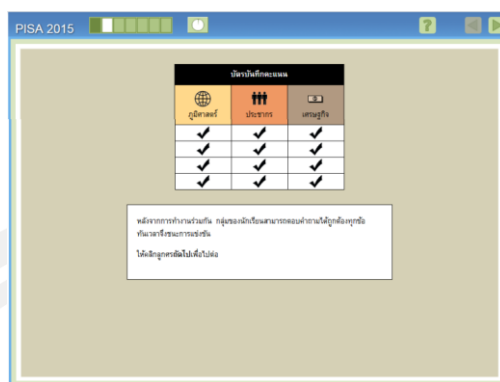 PISA 2015
?
บัตรบันทึกคะแนน
ภูมิศาสตร์ ประชากร เศรษฐกิจ
หลังจากการทำงานร่วมกัน กลุ่มของนักเรียนสามารถตอบคำถามได้ถูกต้องทุกข้อ
ทันเวลาจึงชนะการแข่งขัน
ให้คลิกลูกศรถัดไปเพื่อไปต่อ